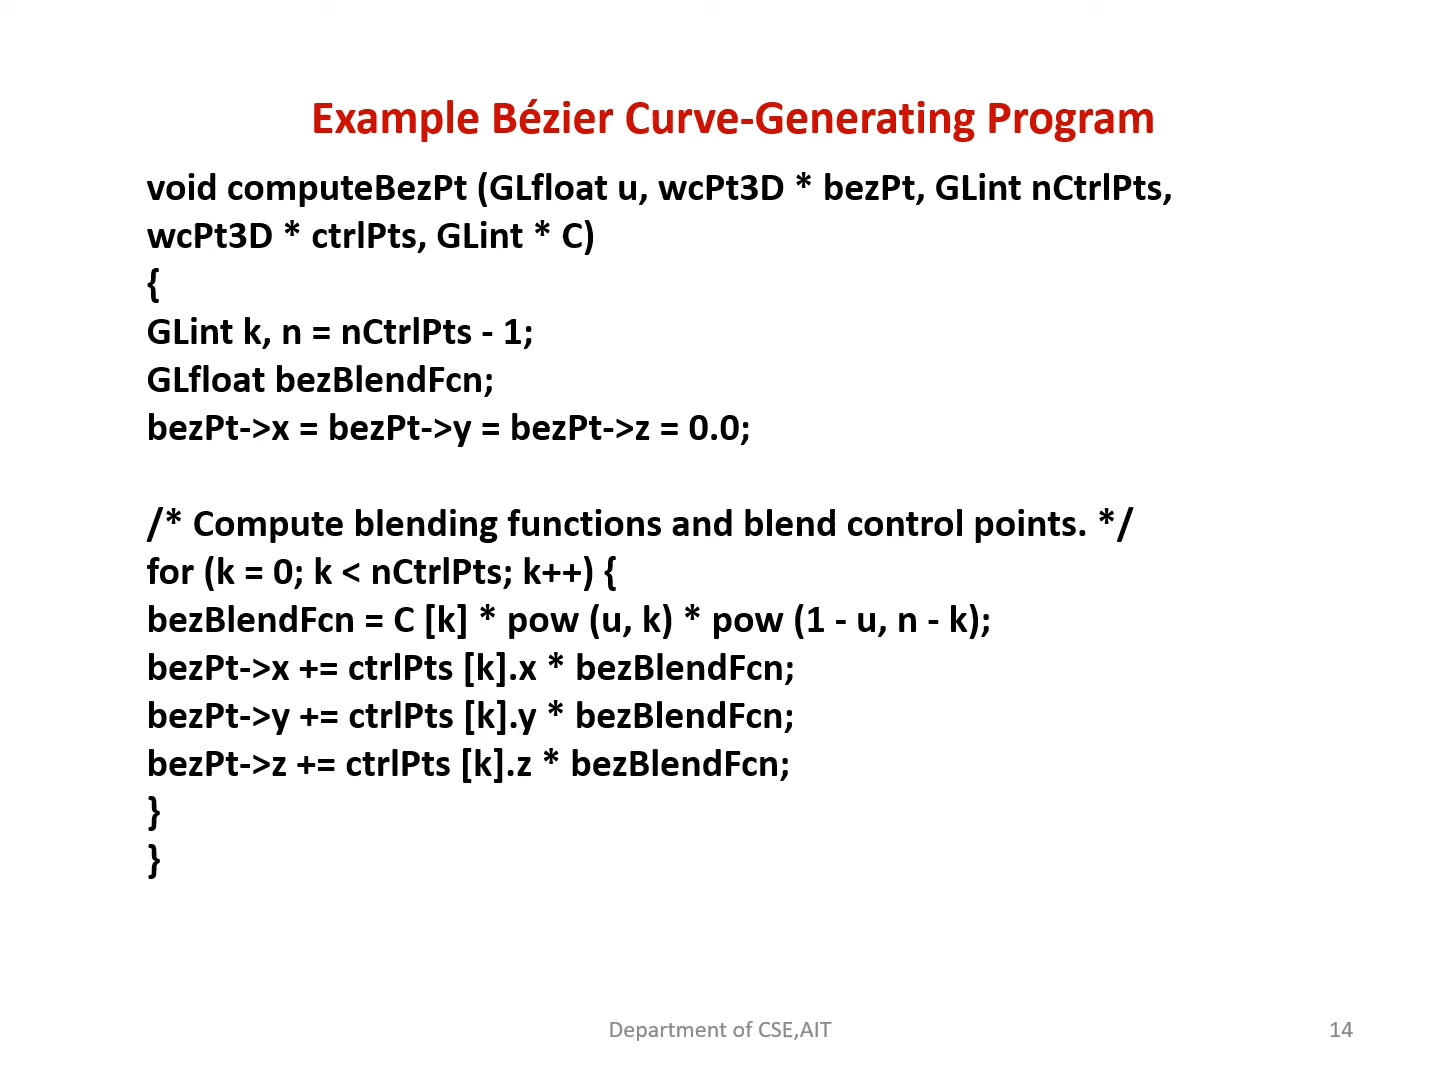 Example Bézier Curve-Generating Program
void computeBezPt (GLfloat u, wcPt3D * bezPt, GLint nCtrlPts,
wcPt3D * ctrlPts, GLint * C)
{
GLint k, n = nCtrlPts - 1;
GLfloat bezBlendFcn;
bezPt->x = bezPt->y = bezPt->z = 0.0;
/* Compute blending functions and blend control points. */
for (k = 0; k < nCtrlPts; k++) {
bezBlendFcn = C [k] * pow (u, k) * pow (1 - u, n - k);
bezPt->x += ctrlPts [k].x * bezBlendFcn;
bezPt->y += ctrlPts [k].y * bezBlendFcn;
bezPt->z += ctrlPts [k].z * bezBlendFcn;
}
}
Department of CSE,AIT
14